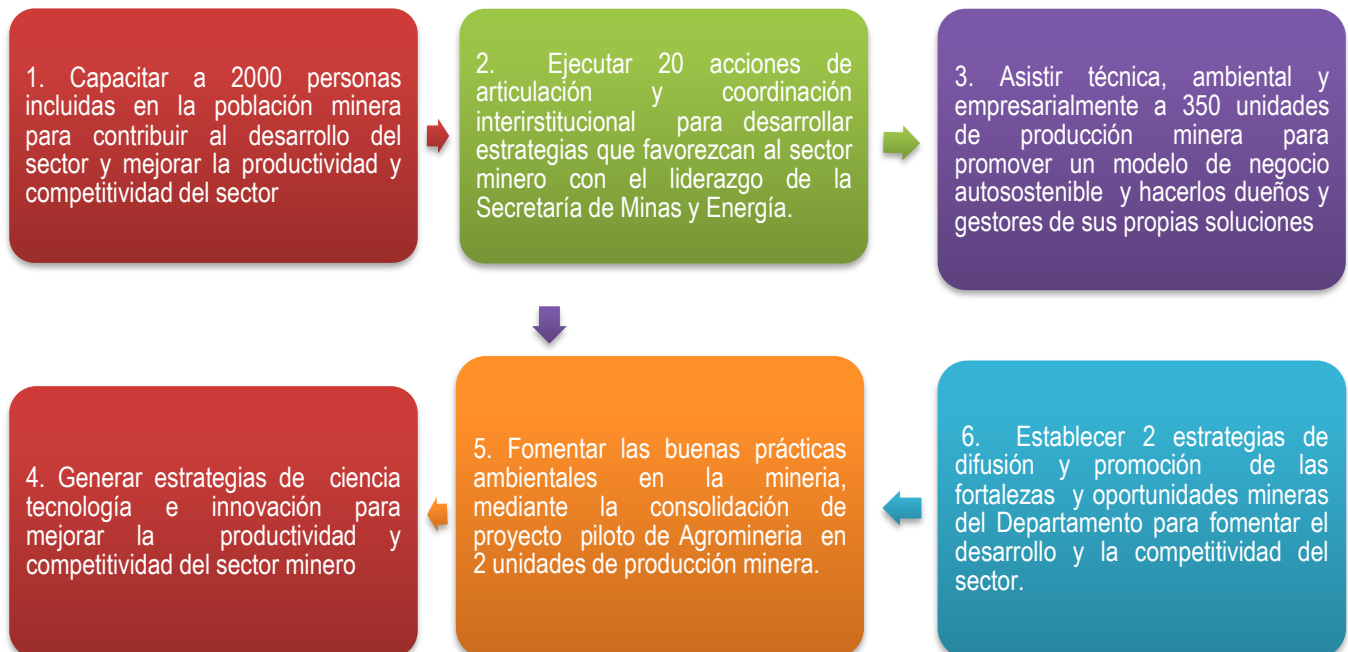 1. Capacitar a 2000 personas
incluidas en la población minera
para contribuir al desarrollo del
sector y mejorar la productividad y
competitividad del sector
2. Ejecutar 20 acciones de
articulación y coordinación
interirstitucional para desarrollar
estrategias que favorezcan al sector
minero con el liderazgo de la
Secretaría de Minas y Energía.
3. Asistir técnica, ambiental y
empresarialmente a 350 unidades
de producción minera para
promover un modelo de negocio
autosostenible y hacerlos dueños y
gestores de sus propias soluciones
4. Generar estrategias de ciencia
tecnología e innovación para
mejorar la productividad y
competitividad del sector minero
5. Fomentar las buenas prácticas
ambientales en la mineria,
mediante la consolidación de
proyecto piloto de Agromineria en
2 unidades de producción minera.
6. Establecer 2 estrategias de
difusión y promoción de las
fortalezas y oportunidades mineras
del Departamento para fomentar el
desarrollo y la competitividad del
sector.